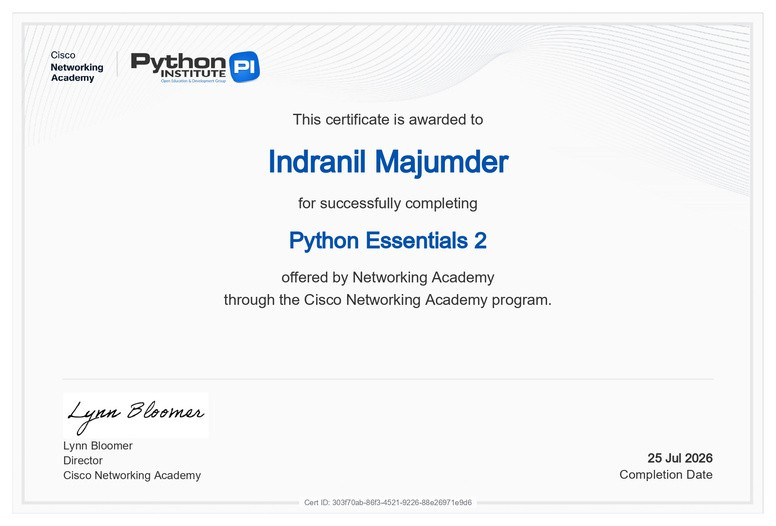 Cisco
Networking
Academy
Python
INSTITUTE
Open Education & Development Group
PI
This certificate is awarded to
Indranil Majumder
for successfully completing
Python Essentials 2
offered by Networking Academy
through the Cisco Networking Academy program.
Lynn Bloomer
Lynn Bloomer
Director
Cisco Networking Academy
25 Jul 2026
Completion Date
Cert ID: 303f70ab-86f3-4521-9226-88e26971e9d6